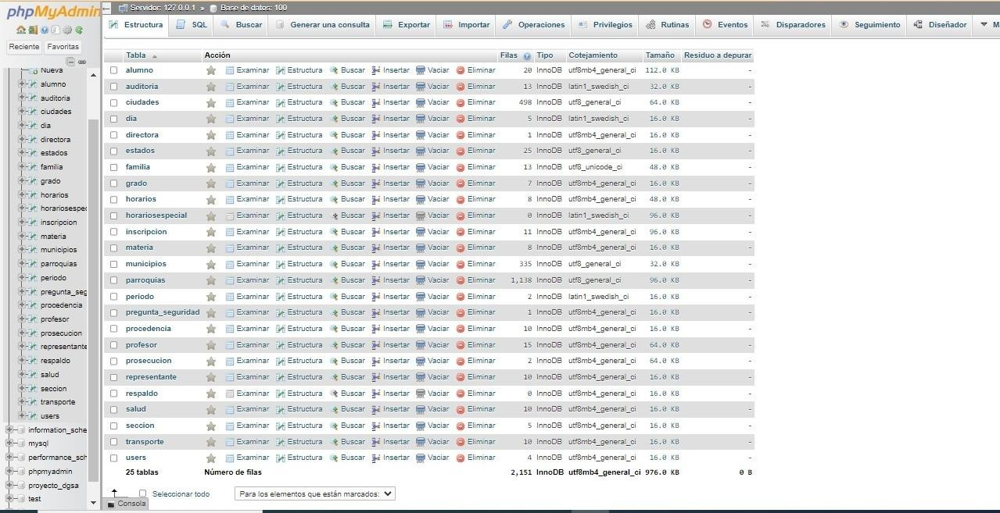 phpMyAdmin
Servidor: 127.0.0.1 » Base de datos: 100
Estructura SQL Buscar Generar una consulta Exportar Importar Operaciones Privilegios Rutinas Eventos Disparadores Seguimiento Diseñador
Reciente Favoritas
Nueva
alumno
auditoria
ciudades
dia
directora
estados
familia
grado
horarios
horariosespec
inscripcion
materia
municipios
parroquias
periodo
pregunta_seg
procedencia
profesor
prosecucion
representante
respaldo
salud
seccion
transporte
users
information_sche
mysql
performance_sch
phpmyadmin
proyecto_dgsa
test
Tabla Acción Filas Tipo Cotejamiento Tamaño Residuo a depurar
alumno Examinar Estructura Buscar Insertar Vaciar Eliminar 20 InnoDB utf8mb4_general_ci 112.0 KB -
auditoria Examinar Estructura Buscar Insertar Vaciar Eliminar 13 InnoDB latin1_swedish_ci 32.0 KB -
ciudades Examinar Estructura Buscar Insertar Vaciar Eliminar 498 InnoDB utf8_general_ci 64.0 KB -
dia Examinar Estructura Buscar Insertar Vaciar Eliminar 5 InnoDB latin1_swedish_ci 16.0 KB -
directora Examinar Estructura Buscar Insertar Vaciar Eliminar 1 InnoDB utf8mb4_general_ci 16.0 KB -
estados Examinar Estructura Buscar Insertar Vaciar Eliminar 25 InnoDB utf8_general_ci 16.0 KB -
familia Examinar Estructura Buscar Insertar Vaciar Eliminar 13 InnoDB utf8_unicode_ci 48.0 KB -
grado Examinar Estructura Buscar Insertar Vaciar Eliminar 7 InnoDB utf8mb4_general_ci 16.0 KB -
horarios Examinar Estructura Buscar Insertar Vaciar Eliminar 8 InnoDB utf8mb4_general_ci 48.0 KB -
horariosespecial Examinar Estructura Buscar Insertar Vaciar Eliminar 0 InnoDB latin1_swedish_ci 96.0 KB -
inscripcion Examinar Estructura Buscar Insertar Vaciar Eliminar 11 InnoDB utf8mb4_general_ci 96.0 KB -
materia Examinar Estructura Buscar Insertar Vaciar Eliminar 8 InnoDB utf8mb4_general_ci 16.0 KB -
municipios Examinar Estructura Buscar Insertar Vaciar Eliminar 335 InnoDB utf8_general_ci 32.0 KB -
parroquias Examinar Estructura Buscar Insertar Vaciar Eliminar 1,138 InnoDB utf8_general_ci 96.0 KB -
periodo Examinar Estructura Buscar Insertar Vaciar Eliminar 2 InnoDB latin1_swedish_ci 16.0 KB -
pregunta_seguridad Examinar Estructura Buscar Insertar Vaciar Eliminar 1 InnoDB utf8mb4_general_ci 16.0 KB -
procedencia Examinar Estructura Buscar Insertar Vaciar Eliminar 10 InnoDB utf8mb4_general_ci 16.0 KB -
profesor Examinar Estructura Buscar Insertar Vaciar Eliminar 15 InnoDB utf8mb4_general_ci 64.0 KB -
prosecucion Examinar Estructura Buscar Insertar Vaciar Eliminar 2 InnoDB utf8mb4_general_ci 64.0 KB -
representante Examinar Estructura Buscar Insertar Vaciar Eliminar 10 InnoDB utf8mb4_general_ci 16.0 KB -
respaldo Examinar Estructura Buscar Insertar Vaciar Eliminar 0 InnoDB utf8mb4_general_ci 16.0 KB -
salud Examinar Estructura Buscar Insertar Vaciar Eliminar 10 InnoDB utf8mb4_general_ci 16.0 KB -
seccion Examinar Estructura Buscar Insertar Vaciar Eliminar 5 InnoDB utf8mb4_general_ci 16.0 KB -
transporte Examinar Estructura Buscar Insertar Vaciar Eliminar 10 InnoDB utf8mb4_general_ci 16.0 KB -
users Examinar Estructura Buscar Insertar Vaciar Eliminar 4 InnoDB utf8mb4_general_ci 16.0 KB -
25 tablas Número de filas 2,151 InnoDB utf8mb4_general_ci 976.0 KB 0 B
Seleccionar todo Para los elementos que están marcados:
Consola